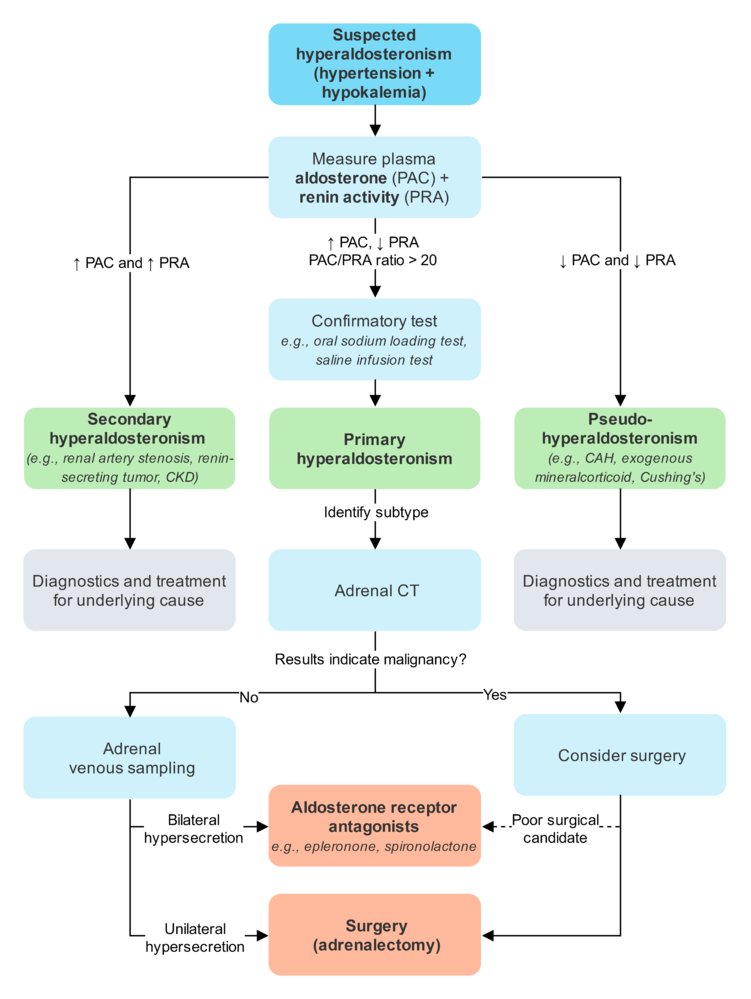 Suspected
hyperaldosteronism
(hypertension +
hypokalemia)
Measure plasma
aldosterone (PAC) +
renin activity (PRA)
↑ PAC and ↑ PRA
↑ PAC, ↓ PRA
PAC/PRA ratio > 20
↓ PAC and ↓ PRA
Confirmatory test
e.g., oral sodium loading test,
saline infusion test
Secondary
hyperaldosteronism
(e.g., renal artery stenosis, renin-
secreting tumor, CKD)
Primary
hyperaldosteronism
Pseudo-
hyperaldosteronism
(e.g., CAH, exogenous
mineralcorticoid, Cushing's)
Identify subtype
Diagnostics and treatment
for underlying cause
Adrenal CT
Diagnostics and treatment
for underlying cause
Results indicate malignancy?
No
Yes
Adrenal
venous sampling
Consider surgery
Bilateral
hypersecretion
Aldosterone receptor
antagonists
e.g., epleronone, spironolactone
Poor surgical
candidate
Unilateral
hypersecretion
Surgery
(adrenalectomy)